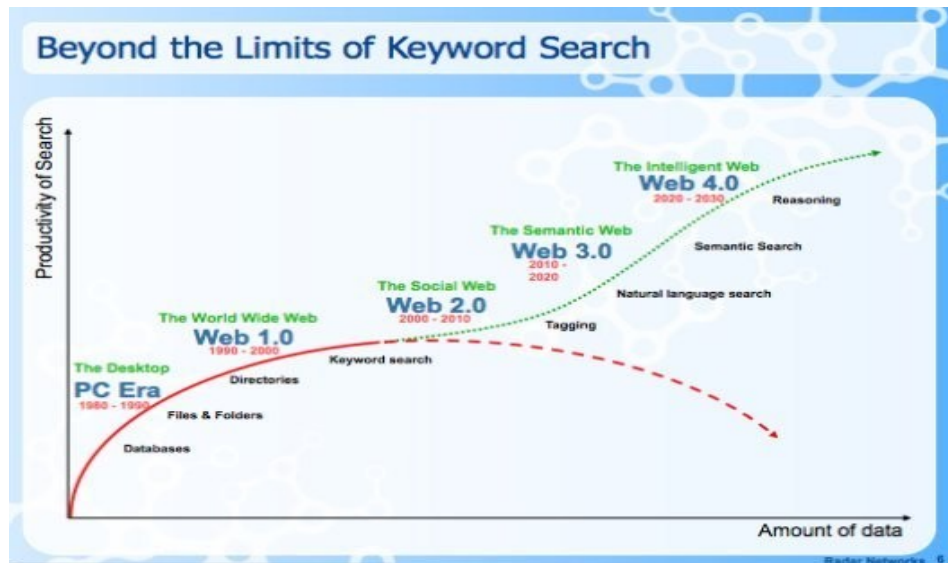 Beyond the Limits of Keyword Search
Productivity of Search
The Intelligent Web
Web 4.0
2020 - 2030
Reasoning
The Semantic Web
Web 3.0
2010 -
2020
Semantic Search
Natural language search
The Social Web
Web 2.0
2000 - 2010
Tagging
The World Wide Web
Web 1.0
1990 - 2000
Keyword search
The Desktop
PC Era
1980 - 1990
Directories
Files & Folders
Databases
Amount of data
Radar Networks 6